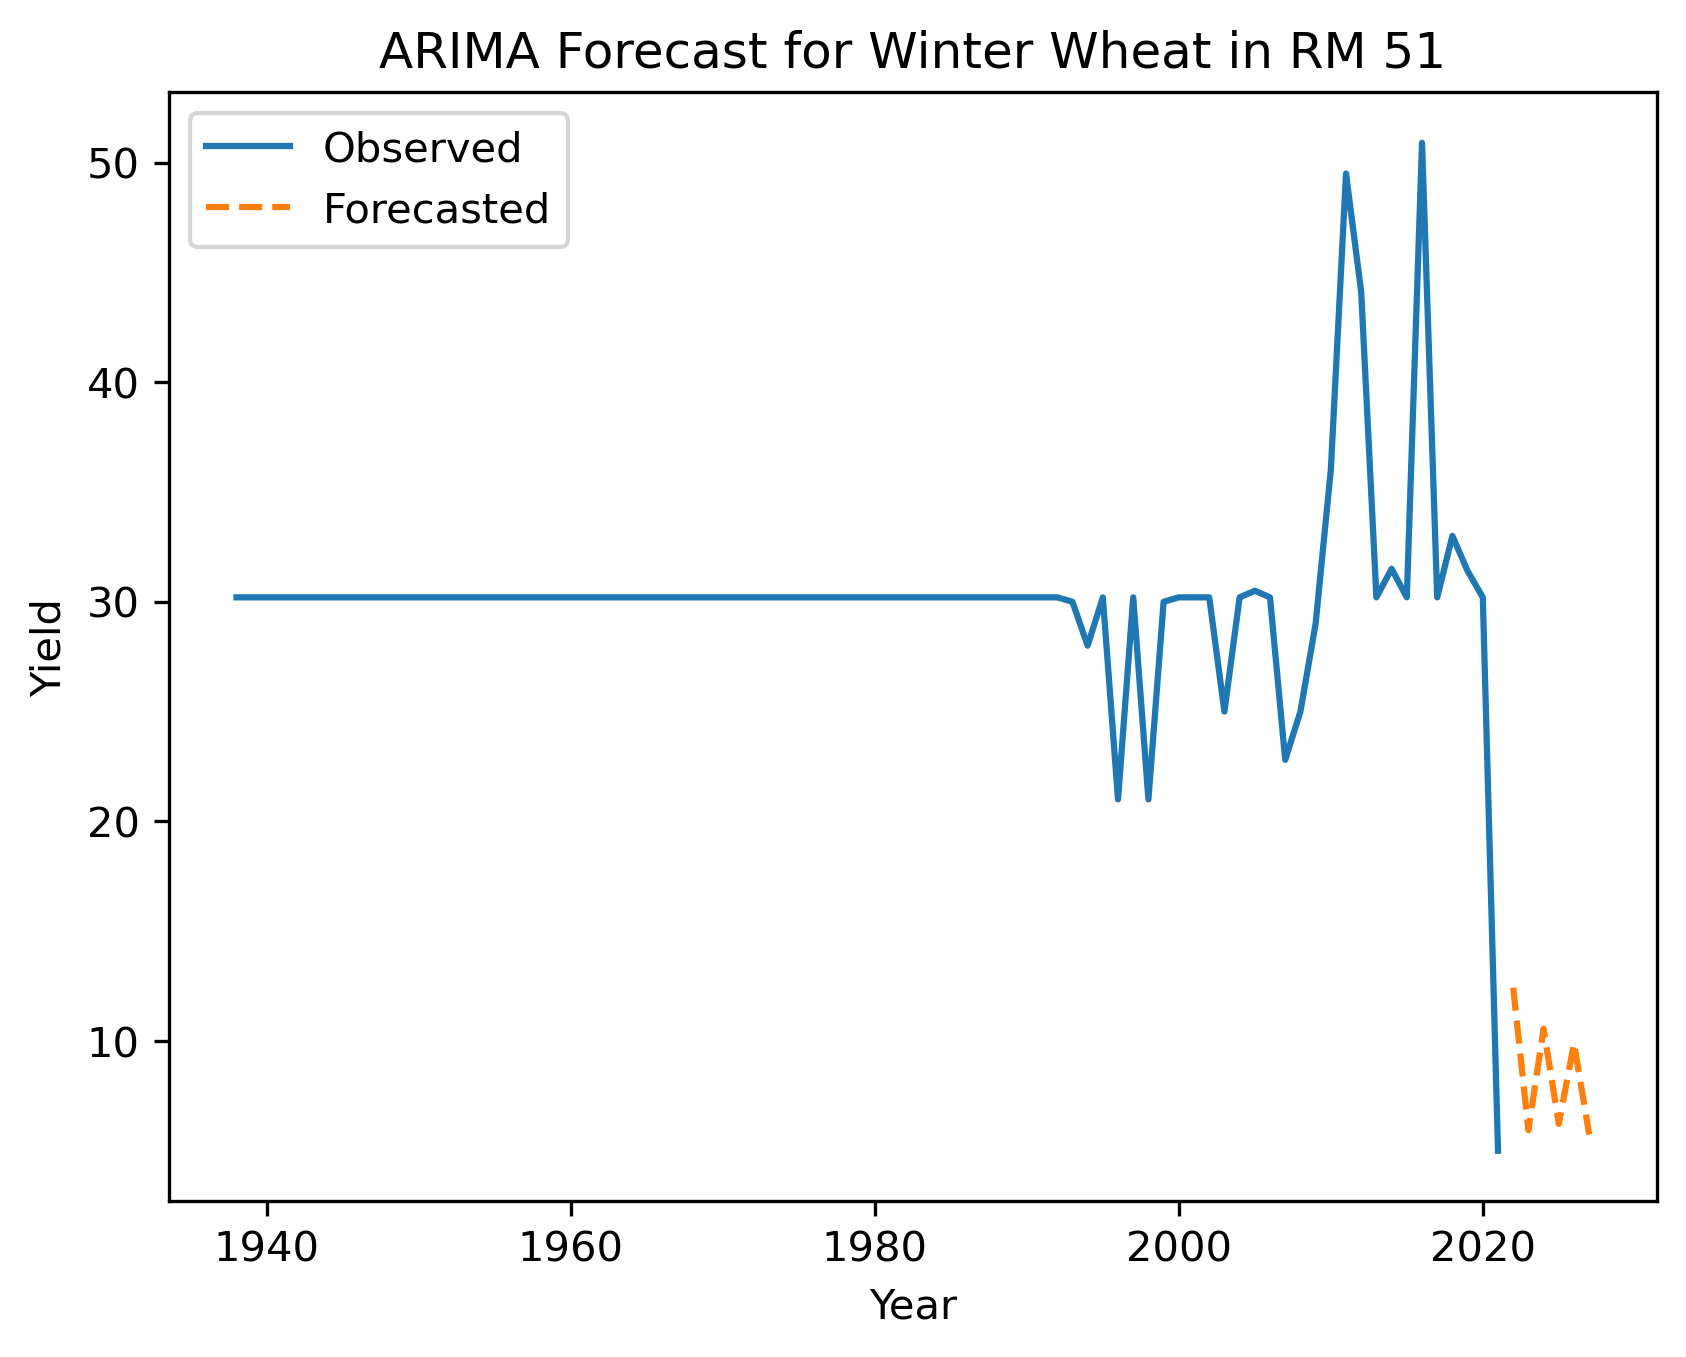 ARIMA Forecast for Winter Wheat in RM 51
Observed
Forecasted
50
40
30
20
10
Yield
1940 1960 1980 2000 2020
Year